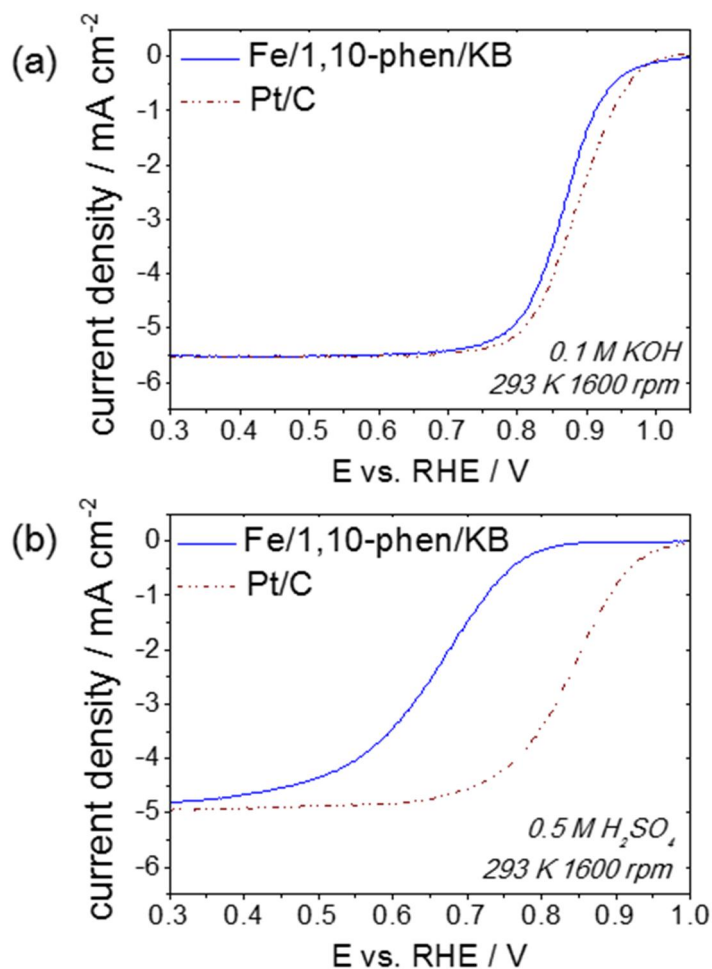 (a)
Fe/1,10-phen/KB
Pt/C
0
-1
-2
-3
-4
-5
-6
current density / mA cm⁻²
0.1 M KOH
293 K 1600 rpm
0.3 0.4 0.5 0.6 0.7 0.8 0.9 1.0
E vs. RHE / V
(b)
Fe/1,10-phen/KB
Pt/C
0
-1
-2
-3
-4
-5
-6
current density / mA cm⁻²
0.5 M H₂SO₄
293 K 1600 rpm
0.3 0.4 0.5 0.6 0.7 0.8 0.9 1.0
E vs. RHE / V